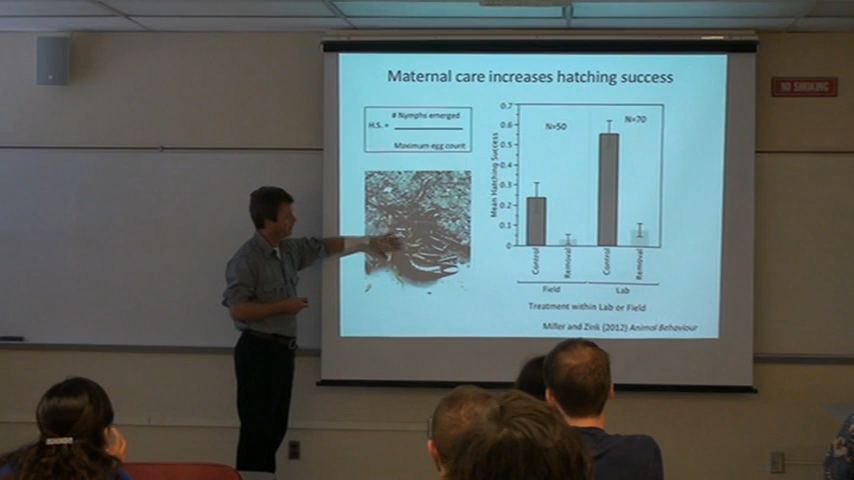 Maternal care increases hatching success
NO SMOKING
# Nymphs emerged
H.S. =
Maximum egg count
0.7
0.6
0.5
0.4
0.3
0.2
0.1
0
Mean Hatching Success
N=50
N=70
Control
Removal
Control
Removal
Field
Lab
Treatment within Lab or Field
Miller and Zink (2012) Animal Behaviour